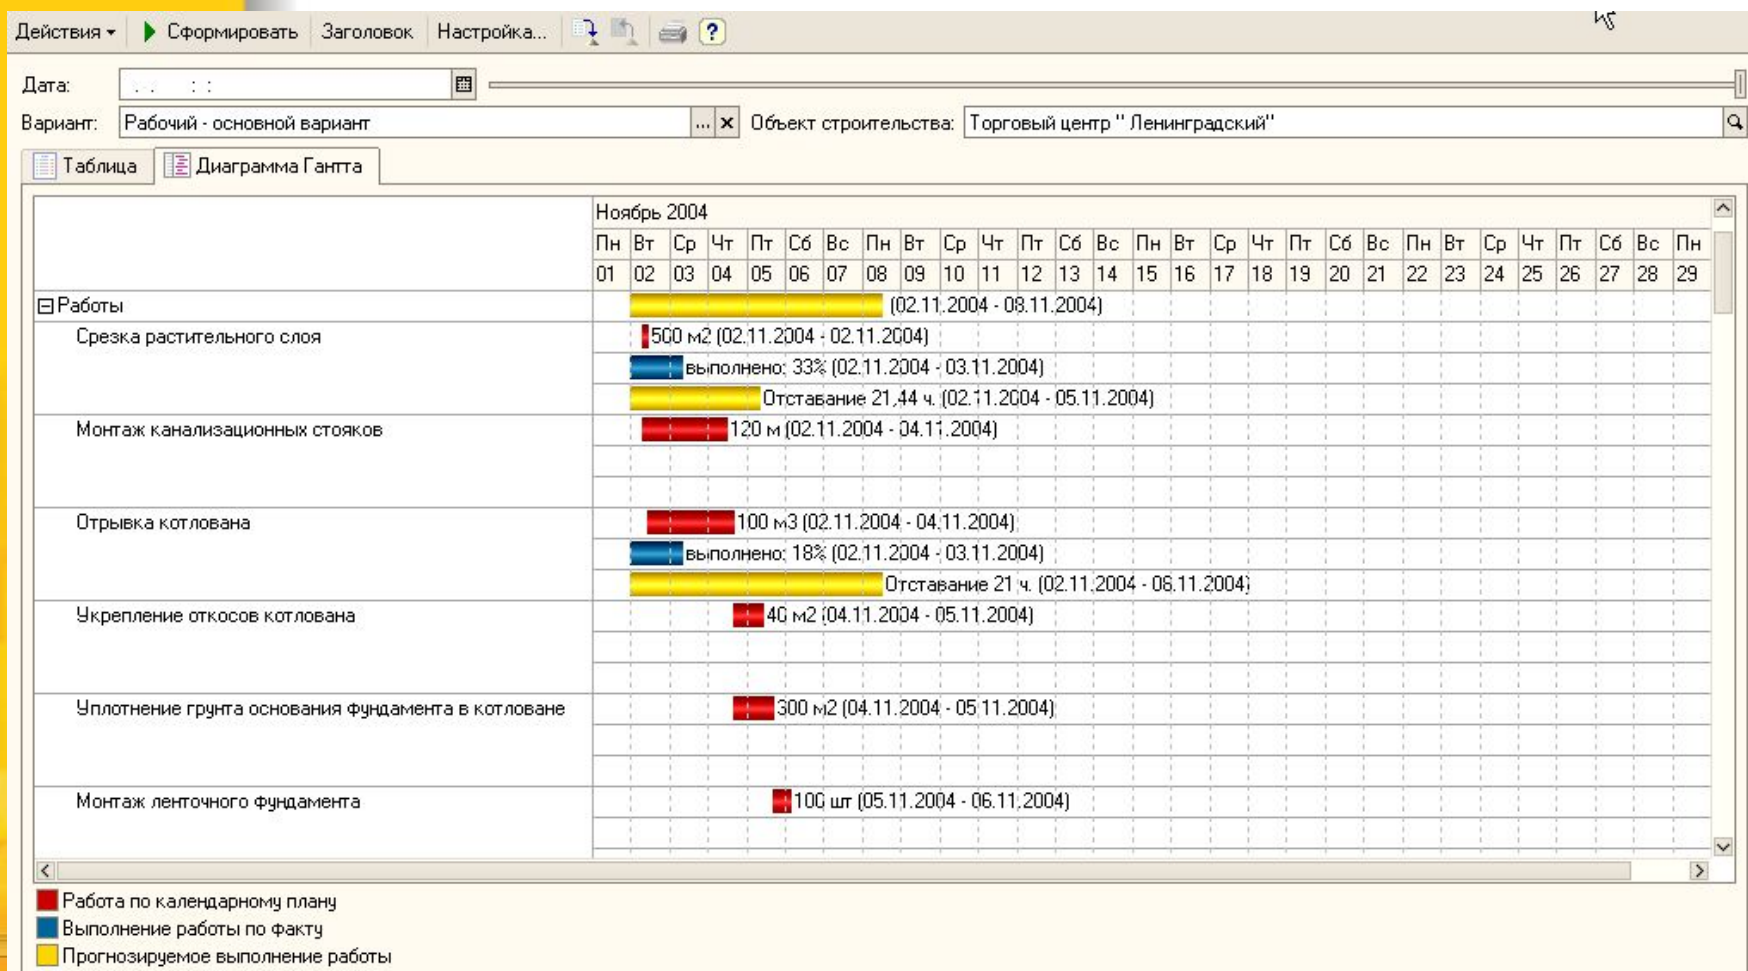 Действия Сформировать Заголовок Настройка... ?
Дата: . . : :
Вариант: Рабочий - основной вариант ... × Объект строительства: Торговый центр " Ленинградский"
Таблица Диаграмма Гантта
Ноябрь 2004
Пн Вт Ср Чт Пт Сб Вс Пн Вт Ср Чт Пт Сб Вс Пн Вт Ср Чт Пт Сб Вс Пн Вт Ср Чт Пт Сб Вс Пн
01 02 03 04 05 06 07 08 09 10 11 12 13 14 15 16 17 18 19 20 21 22 23 24 25 26 27 28 29
Работы (02.11.2004 - 08.11.2004)
Срезка растительного слоя 500 м2 (02.11.2004 - 02.11.2004)
выполнено: 33% (02.11.2004 - 03.11.2004)
Отставание 21,44 ч. (02.11.2004 - 05.11.2004)
Монтаж канализационных стояков 120 м (02.11.2004 - 04.11.2004)
Отрывка котлована 100 м3 (02.11.2004 - 04.11.2004)
выполнено: 18% (02.11.2004 - 03.11.2004)
Отставание 21 ч. (02.11.2004 - 08.11.2004)
Укрепление откосов котлована 40 м2 (04.11.2004 - 05.11.2004)
Уплотнение грунта основания фундамента в котловане 300 м2 (04.11.2004 - 05.11.2004)
Монтаж ленточного фундамента 100 шт (05.11.2004 - 06.11.2004)
Работа по календарному плану
Выполнение работы по факту
Прогнозируемое выполнение работы